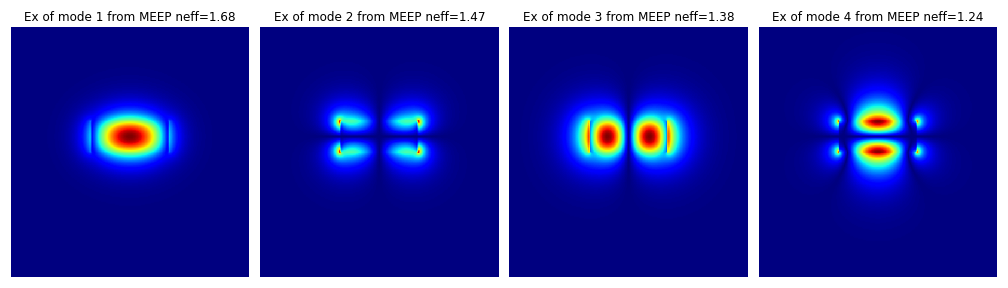 Ex of mode 1 from MEEP neff=1.68
Ex of mode 2 from MEEP neff=1.47
Ex of mode 3 from MEEP neff=1.38
Ex of mode 4 from MEEP neff=1.24